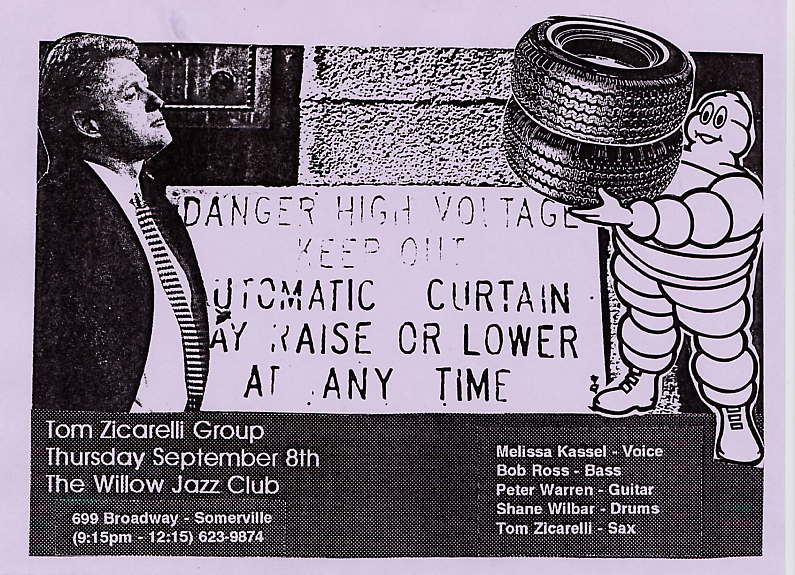 DANGER HIGH VOLTAGE
KEEP OUT
UTOMATIC CURTAIN
AY RAISE OR LOWER
AT ANY TIME
Tom Zicarelli Group
Thursday September 8th
The Willow Jazz Club
699 Broadway - Somerville
(9:15pm - 12:15) 623-9874
Melissa Kassel - Voice
Bob Ross - Bass
Peter Warren - Guitar
Shane Wilbar - Drums
Tom Zicarelli - Sax